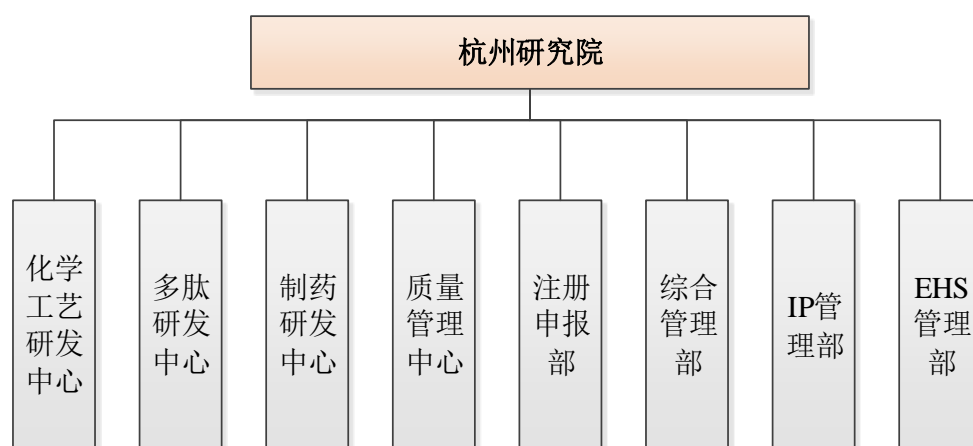 杭州研究院
化学
工艺
研发
中心
多肽
研发
中心
制药
研发
中心
质量
管理
中心
注册
申报
部
综合
管理
部
IP管
理部
EHS
管理
部